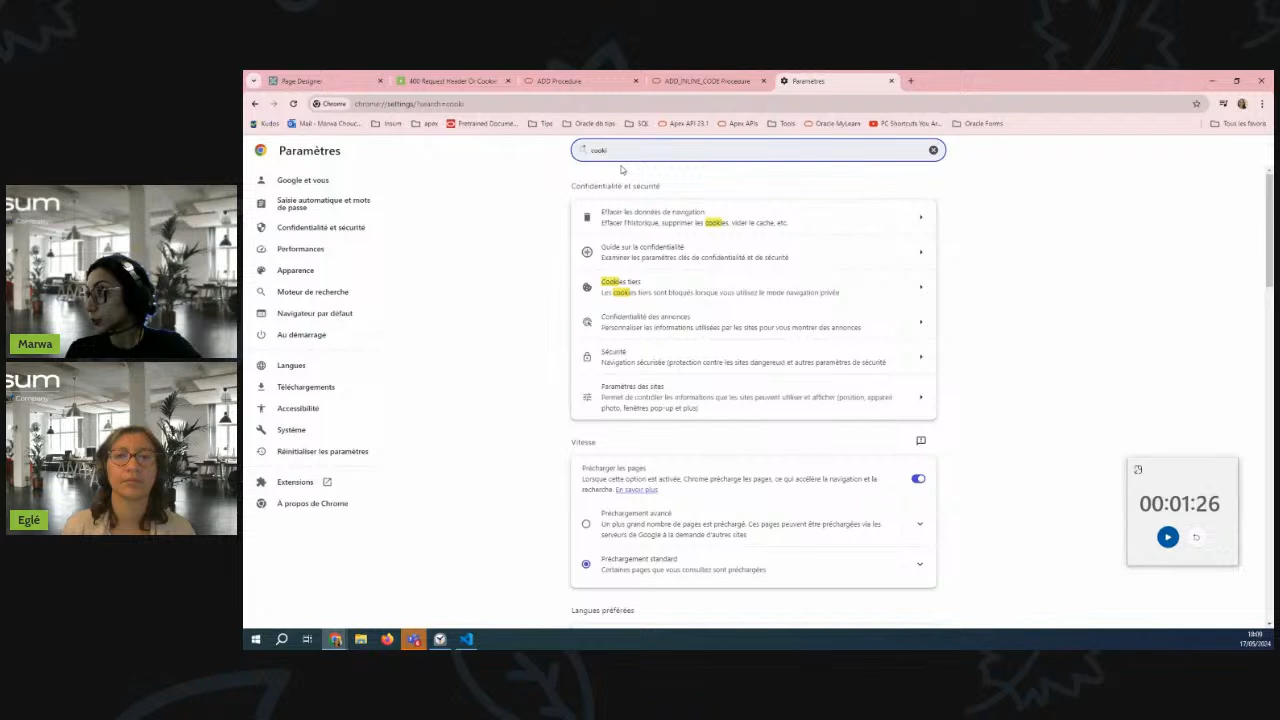 sum
Company
Marwa
sum
Company
Eglé
Page Designer
400 Request Header Or Cookie
ADD Procedure
ADD_INLINE_CODE Procedure
Paramètres
Chrome
chrome://settings/?search=cooki
Kudos
Mail - Marwa Chouc...
Insum
apex
Pretrained Docume...
Tips
Oracle db tips
SQL
Apex API 23.1
Apex APIs
Tools
Oracle MyLearn
PC Shortcuts You Ar...
Oracle Forms
Tous les favoris
Paramètres
cooki
Google et vous
Saisie automatique et mots
de passe
Confidentialité et sécurité
Performances
Apparence
Moteur de recherche
Navigateur par défaut
Au démarrage
Langues
Téléchargements
Accessibilité
Système
Réinitialiser les paramètres
Extensions
À propos de Chrome
Confidentialité et sécurité
Effacer les données de navigation
Effacer l'historique, supprimer les cookies, vider le cache, etc.
Guide sur la confidentialité
Examiner les paramètres clés de confidentialité et de sécurité
Cookies tiers
Les cookies tiers sont bloqués lorsque vous utilisez le mode navigation privée
Confidentialité des annonces
Personnaliser les informations utilisées par les sites pour vous montrer des annonces
Sécurité
Navigation sécurisée (protection contre les sites dangereux) et autres paramètres de sécurité
Paramètres des sites
Permet de contrôler les informations que les sites peuvent utiliser et afficher (position, appareil
photo, fenêtres pop-up et plus)
Vitesse
Précharger les pages
Lorsque cette option est activée, Chrome précharge les pages, ce qui accélère la navigation et la
recherche. En savoir plus
Préchargement avancé
Un plus grand nombre de pages est préchargé. Ces pages peuvent être préchargées via les
serveurs de Google à la demande d'autres sites
Préchargement standard
Certaines pages que vous consultez sont préchargées
Langues préférées
00:01:26
18:09
17/05/2024